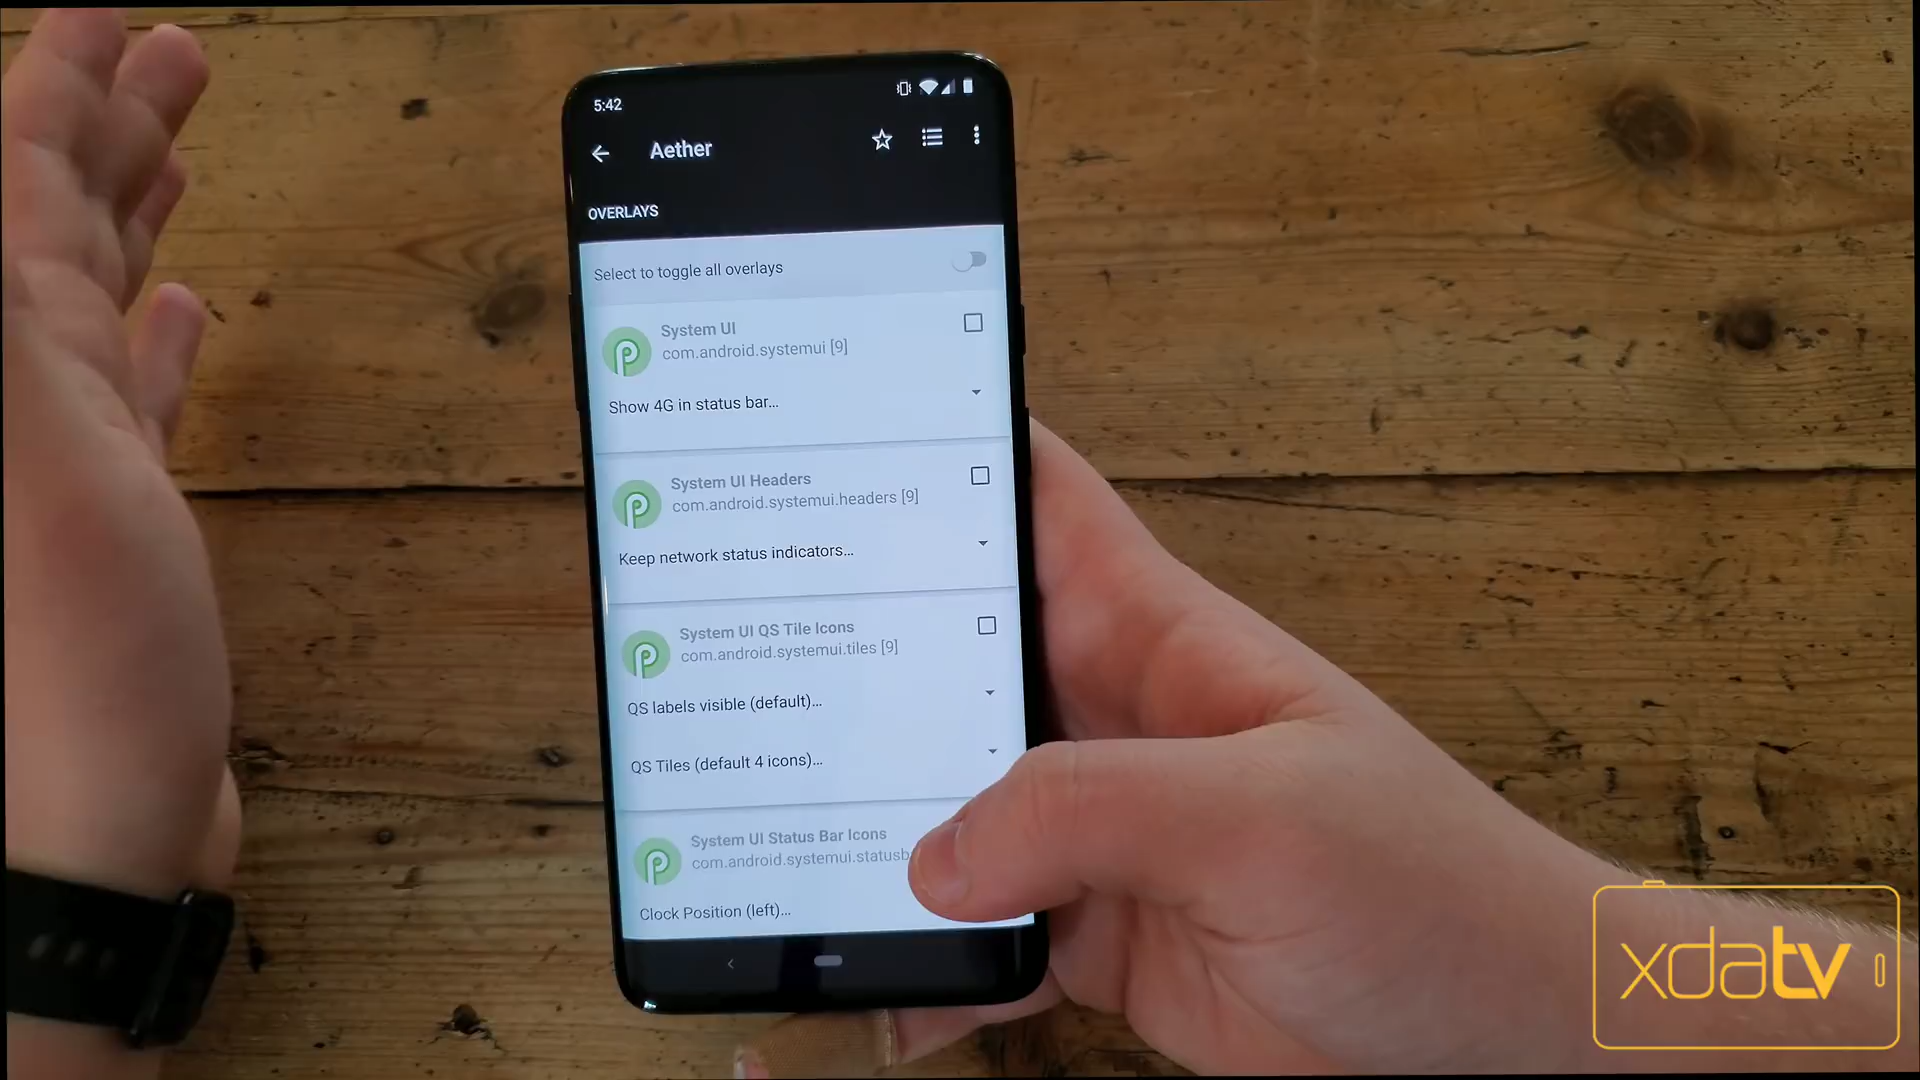 5:42
Aether
OVERLAYS
Select to toggle all overlays
System UI
com.android.systemui [9]
Show 4G in status bar...
System UI Headers
com.android.systemui.headers [9]
Keep network status indicators...
System UI QS Tile Icons
com.android.systemui.tiles [9]
QS labels visible (default)...
QS Tiles (default 4 icons)...
System UI Status Bar Icons
com.android.systemui.statusb
Clock Position (left)...
xdatv